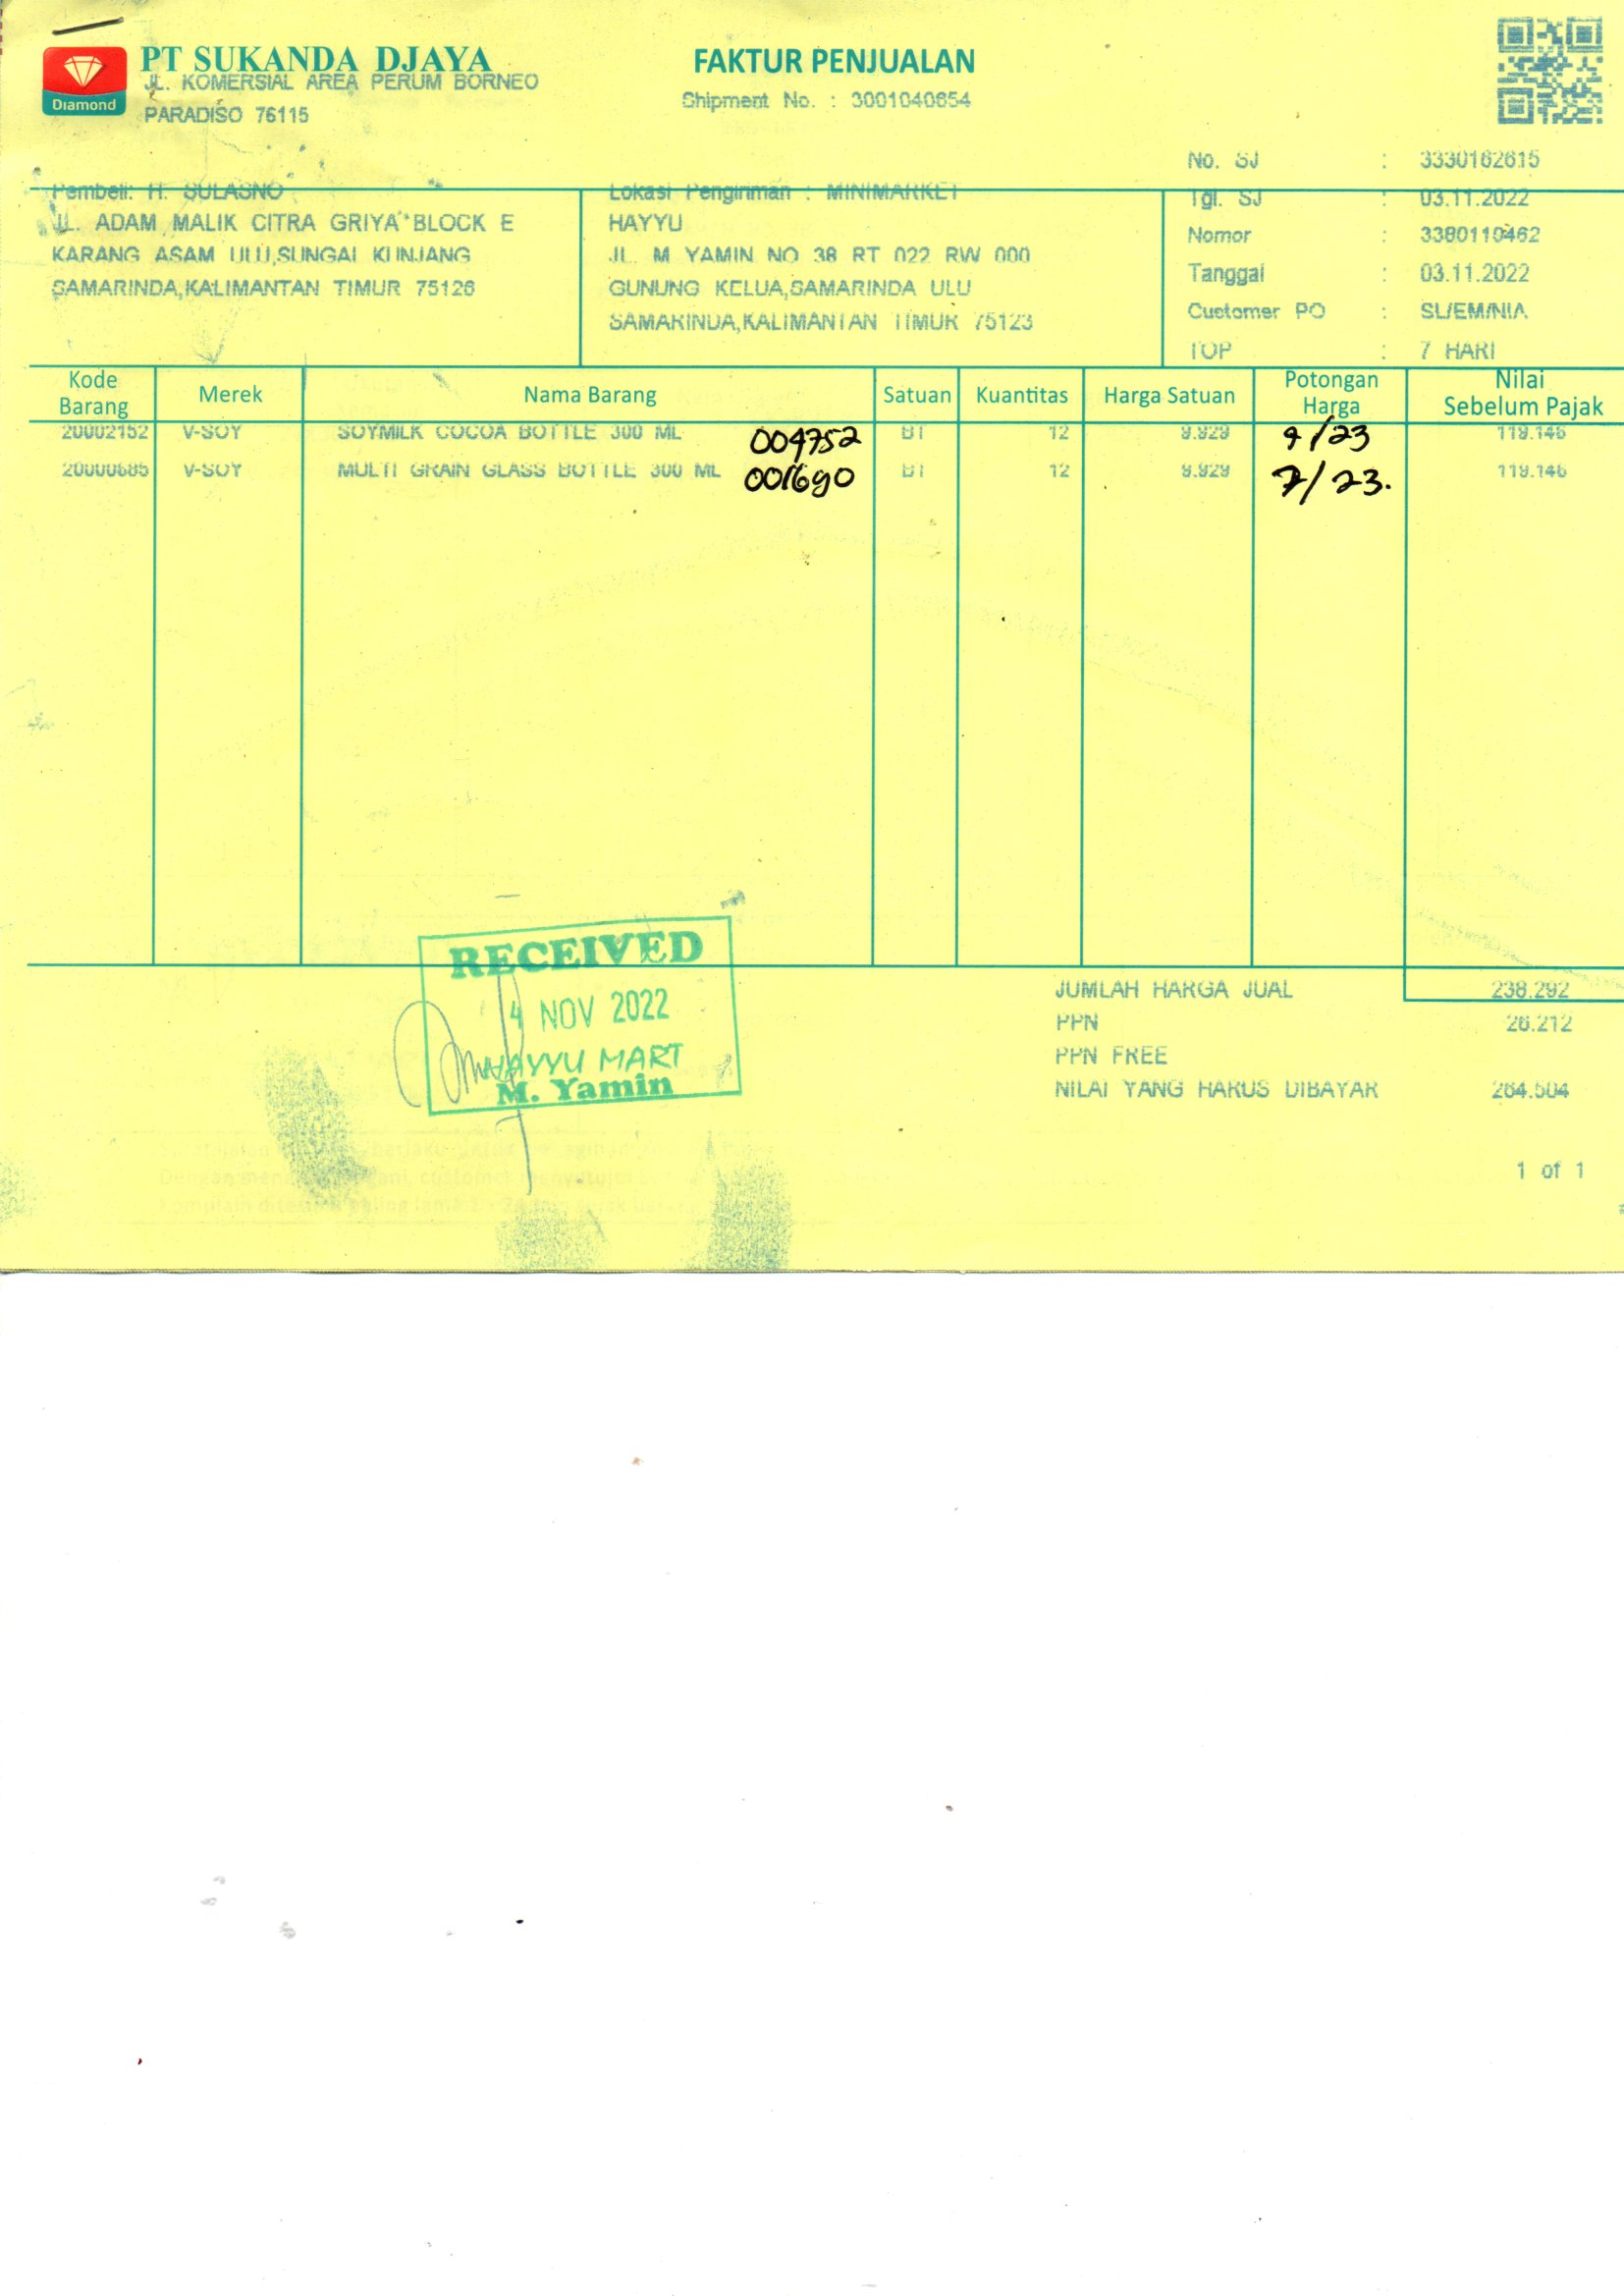 PT SUKANDA DJAYA
Diamond
JL. KOMERSIAL AREA PERUM BORNEO
PARADISO 76115
FAKTUR PENJUALAN
Shipment No. : 3001040654
No. SJ : 3330162615
Tgl. SJ : 03.11.2022
Nomor : 3380110462
Tanggal : 03.11.2022
Customer PO : SL/EM/NIA
TOP : 7 HARI
Pembeli: H. SULASNO
JL. ADAM MALIK CITRA GRIYA BLOCK E
KARANG ASAM ULU,SUNGAI KUNJANG
SAMARINDA,KALIMANTAN TIMUR 75126
Lokasi Pengiriman : MINIMARKET
HAYYU
JL. M YAMIN NO 38 RT 022 RW 000
GUNUNG KELUA,SAMARINDA ULU
SAMARINDA,KALIMANTAN TIMUR 75123
Kode Barang Merek Nama Barang Satuan Kuantitas Harga Satuan Potongan Harga Nilai Sebelum Pajak
20002152 V-SOY SOYMILK COCOA BOTTLE 300 ML 004752 BT 12 9.929 9/23 119.146
20000685 V-SOY MULTI GRAIN GLASS BOTTLE 300 ML 001690 BT 12 9.929 7/23. 119.146
JUMLAH HARGA JUAL 238.292
PPN 26.212
PPN FREE
NILAI YANG HARUS DIBAYAR 264.504
RECEIVED
4 NOV 2022
HAYYU MART
M. Yamin
1 of 1